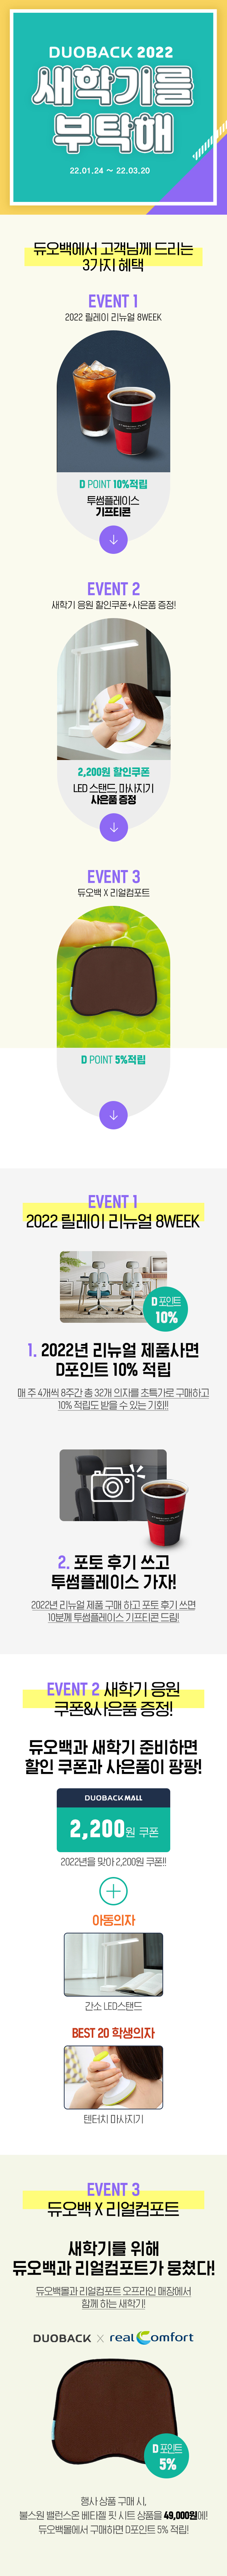 DUOBACK 2022
새학기를
부탁해
22.01.24 ~ 22.03.20
듀오백에서 고객님께 드리는
3가지 혜택
EVENT 1
2022 릴레이 리뉴얼 8WEEK
D POINT 10%적립
투썸플레이스
기프티콘
EVENT 2
새학기 응원 할인쿠폰+사은품 증정!
2,200원 할인쿠폰
LED 스탠드, 마사지기
사은품 증정
EVENT 3
듀오백 X 리얼컴포트
D POINT 5%적립
EVENT 1
2022 릴레이 리뉴얼 8WEEK
D 포인트
10%
1. 2022년 리뉴얼 제품사면
D포인트 10% 적립
매 주 4개씩 8주간 총 32개 의자를 초특가로 구매하고
10% 적립도 받을 수 있는 기회!!
2. 포토 후기 쓰고
투썸플레이스 가자!
2022년 리뉴얼 제품 구매 하고 포토 후기 쓰면
10분께 투썸플레이스 기프티콘 드림!
EVENT 2 새학기 응원
쿠폰&사은품 증정!
듀오백과 새학기 준비하면
할인 쿠폰과 사은품이 팡팡!
DUOBACK MALL
2,200원 쿠폰
2022년을 맞아 2,200원 쿠폰!!
아동의자
간소 LED스탠드
BEST 20 학생의자
텐터치 마사지기
EVENT 3
듀오백 X 리얼컴포트
새학기를 위해
듀오백과 리얼컴포트가 뭉쳤다!
듀오백몰과 리얼컴포트 오프라인 매장에서
함께 하는 새학기!
DUOBACK X real Comfort
D 포인트
5%
행사 상품 구매 시,
불스원 밸런스온 베타젤 핏 시트 상품을 49,000원에!
듀오백몰에서 구매하면 D포인트 5% 적립!